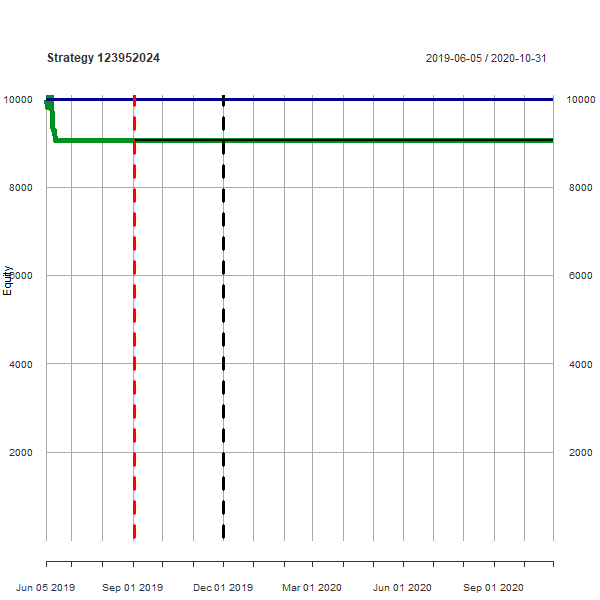 Strategy 123952024
2019-06-05 / 2020-10-31
10000
10000
8000
8000
Equity
6000
6000
4000
4000
2000
2000
Jun 05 2019
Sep 01 2019
Dec 01 2019
Mar 01 2020
Jun 01 2020
Sep 01 2020